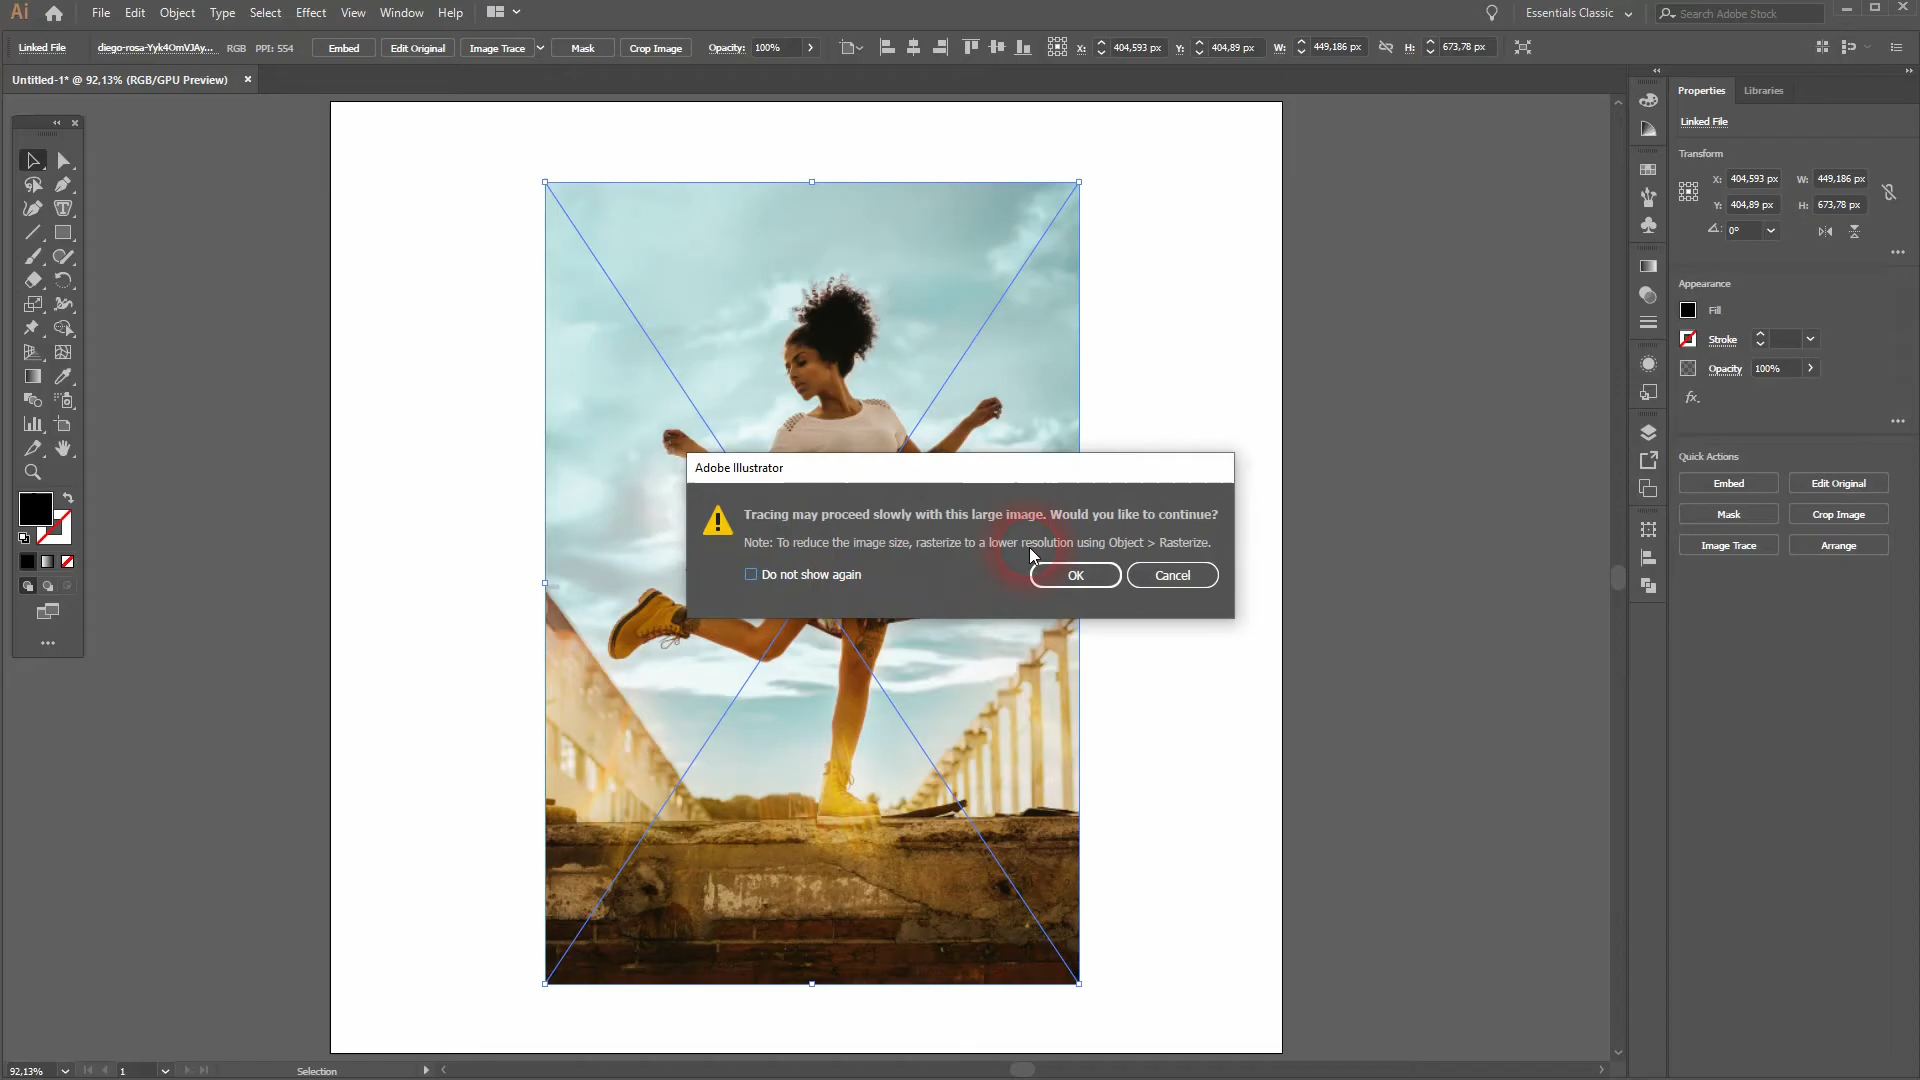 Ai File Edit Object Type Select Effect View Window Help Essentials Classic Search Adobe Stock
Linked File diego-rosa-Yyk4OmVJAy... RGB PPI: 554 Embed Edit Original Image Trace Mask Crop Image Opacity: 100% X: 404,593 px Y: 404,89 px W: 449,186 px H: 673,78 px
Untitled-1* @ 92,13% (RGB/GPU Preview)
Properties Libraries
Linked File
Transform
X: 404,593 px W: 449,186 px
Y: 404,89 px H: 673,78 px
0°
Appearance
Fill
Stroke
Opacity 100%
fx.
Quick Actions
Embed Edit Original
Mask Crop Image
Image Trace Arrange
Adobe Illustrator
Tracing may proceed slowly with this large image. Would you like to continue?
Note: To reduce the image size, rasterize to a lower resolution using Object > Rasterize.
Do not show again OK Cancel
92,13% 1 Selection